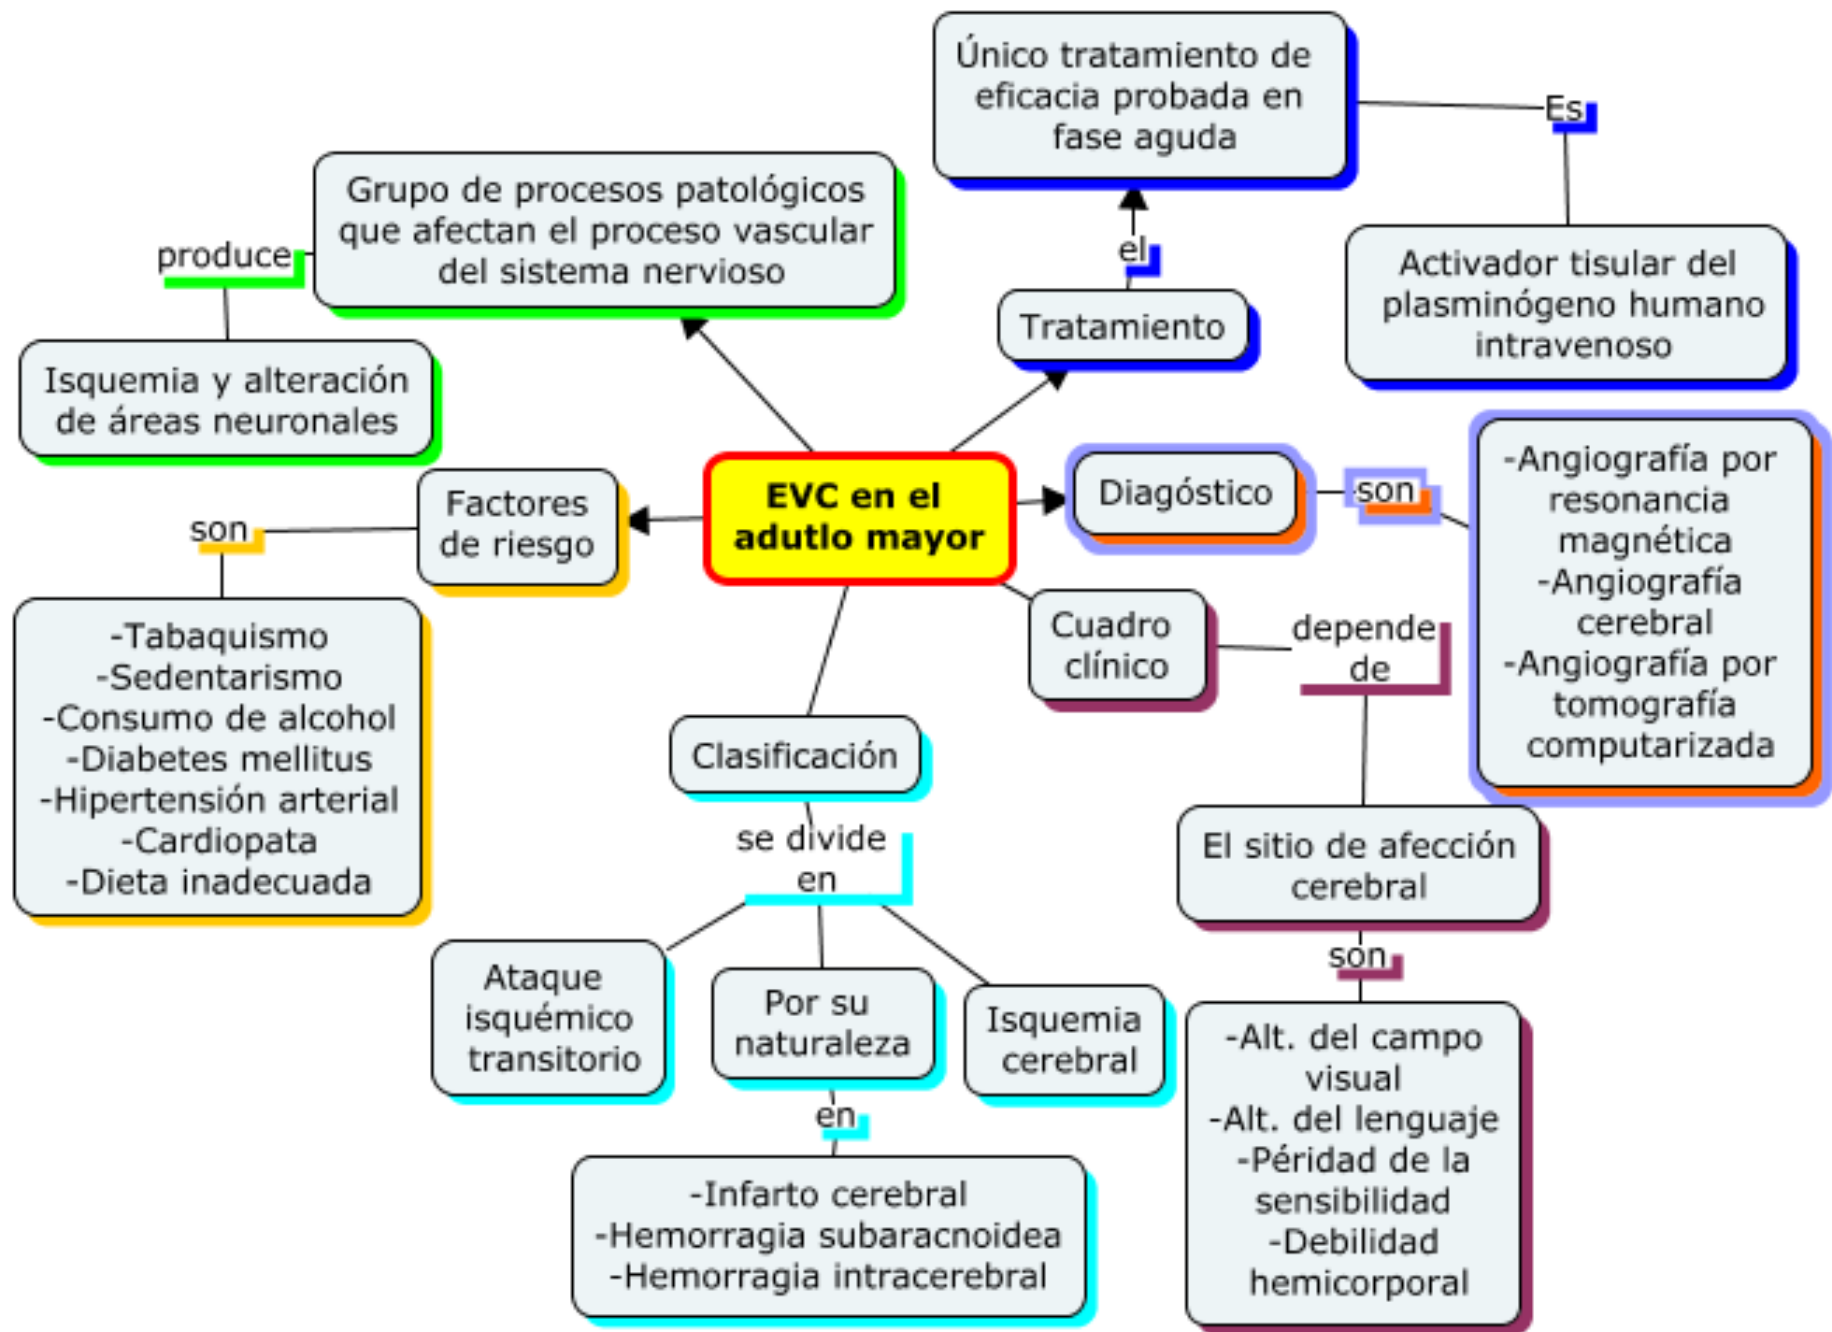 Único tratamiento de
eficacia probada en
fase aguda
Es
Activador tisular del
plasminógeno humano
intravenoso
el
Tratamiento
Grupo de procesos patológicos
que afectan el proceso vascular
del sistema nervioso
produce
Isquemia y alteración
de áreas neuronales
EVC en el
adutlo mayor
Diagóstico
son
-Angiografía por
resonancia
magnética
-Angiografía
cerebral
-Angiografía por
tomografía
computarizada
Factores
de riesgo
son
-Tabaquismo
-Sedentarismo
-Consumo de alcohol
-Diabetes mellitus
-Hipertensión arterial
-Cardiopata
-Dieta inadecuada
Cuadro
clínico
depende
de
El sitio de afección
cerebral
son
-Alt. del campo
visual
-Alt. del lenguaje
-Péridad de la
sensibilidad
-Debilidad
hemicorporal
Clasificación
se divide
en
Ataque
isquémico
transitorio
Por su
naturaleza
Isquemia
cerebral
en
-Infarto cerebral
-Hemorragia subaracnoidea
-Hemorragia intracerebral